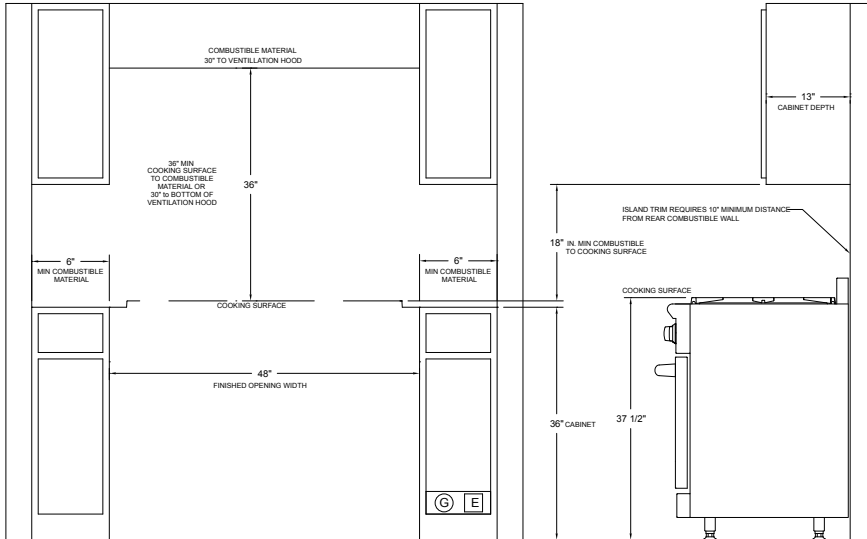 COMBUSTIBLE MATERIAL
30" TO VENTILLATION HOOD
13"
CABINET DEPTH
36" MIN
COOKING SURFACE
TO COMBUSTIBLE
MATERIAL OR
30" to BOTTOM OF
VENTILATION HOOD
36"
ISLAND TRIM REQUIRES 10" MINIMUM DISTANCE
FROM REAR COMBUSTIBLE WALL
18" IN. MIN COMBUSTIBLE
TO COOKING SURFACE
6"
MIN COMBUSTIBLE
MATERIAL
6"
MIN COMBUSTIBLE
MATERIAL
COOKING SURFACE
COOKING SURFACE
48"
FINISHED OPENING WIDTH
36" CABINET
37 1/2"
G E